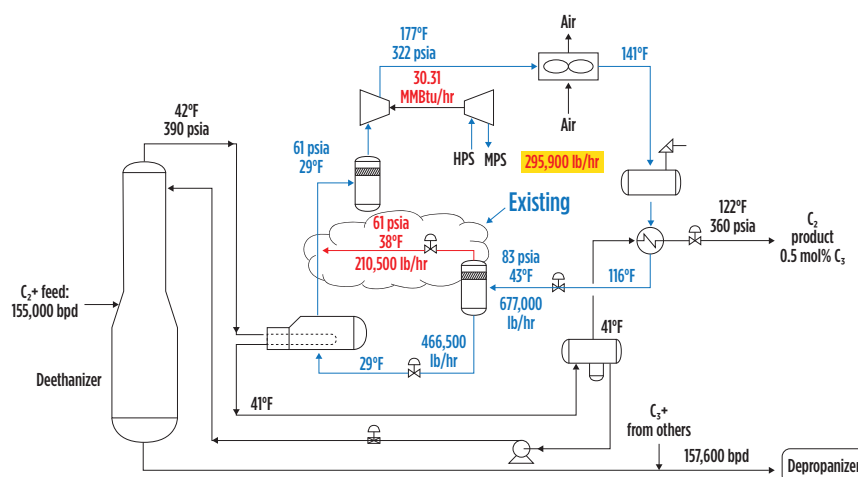 177°F
322 psia
Air
141°F
30.31
MMBtu/hr
42°F
390 psia
Air
61 psia
29°F
HPS
MPS
295,900 lb/hr
Existing
61 psia
38°F
210,500 lb/hr
122°F
360 psia
C₂
product
0.5 mol% C₃
83 psia
43°F
116°F
677,000
lb/hr
C₂+ feed:
155,000 bpd
466,500
lb/hr
41°F
29°F
Deethanizer
41°F
C₃+
from others
157,600 bpd
Depropanizer